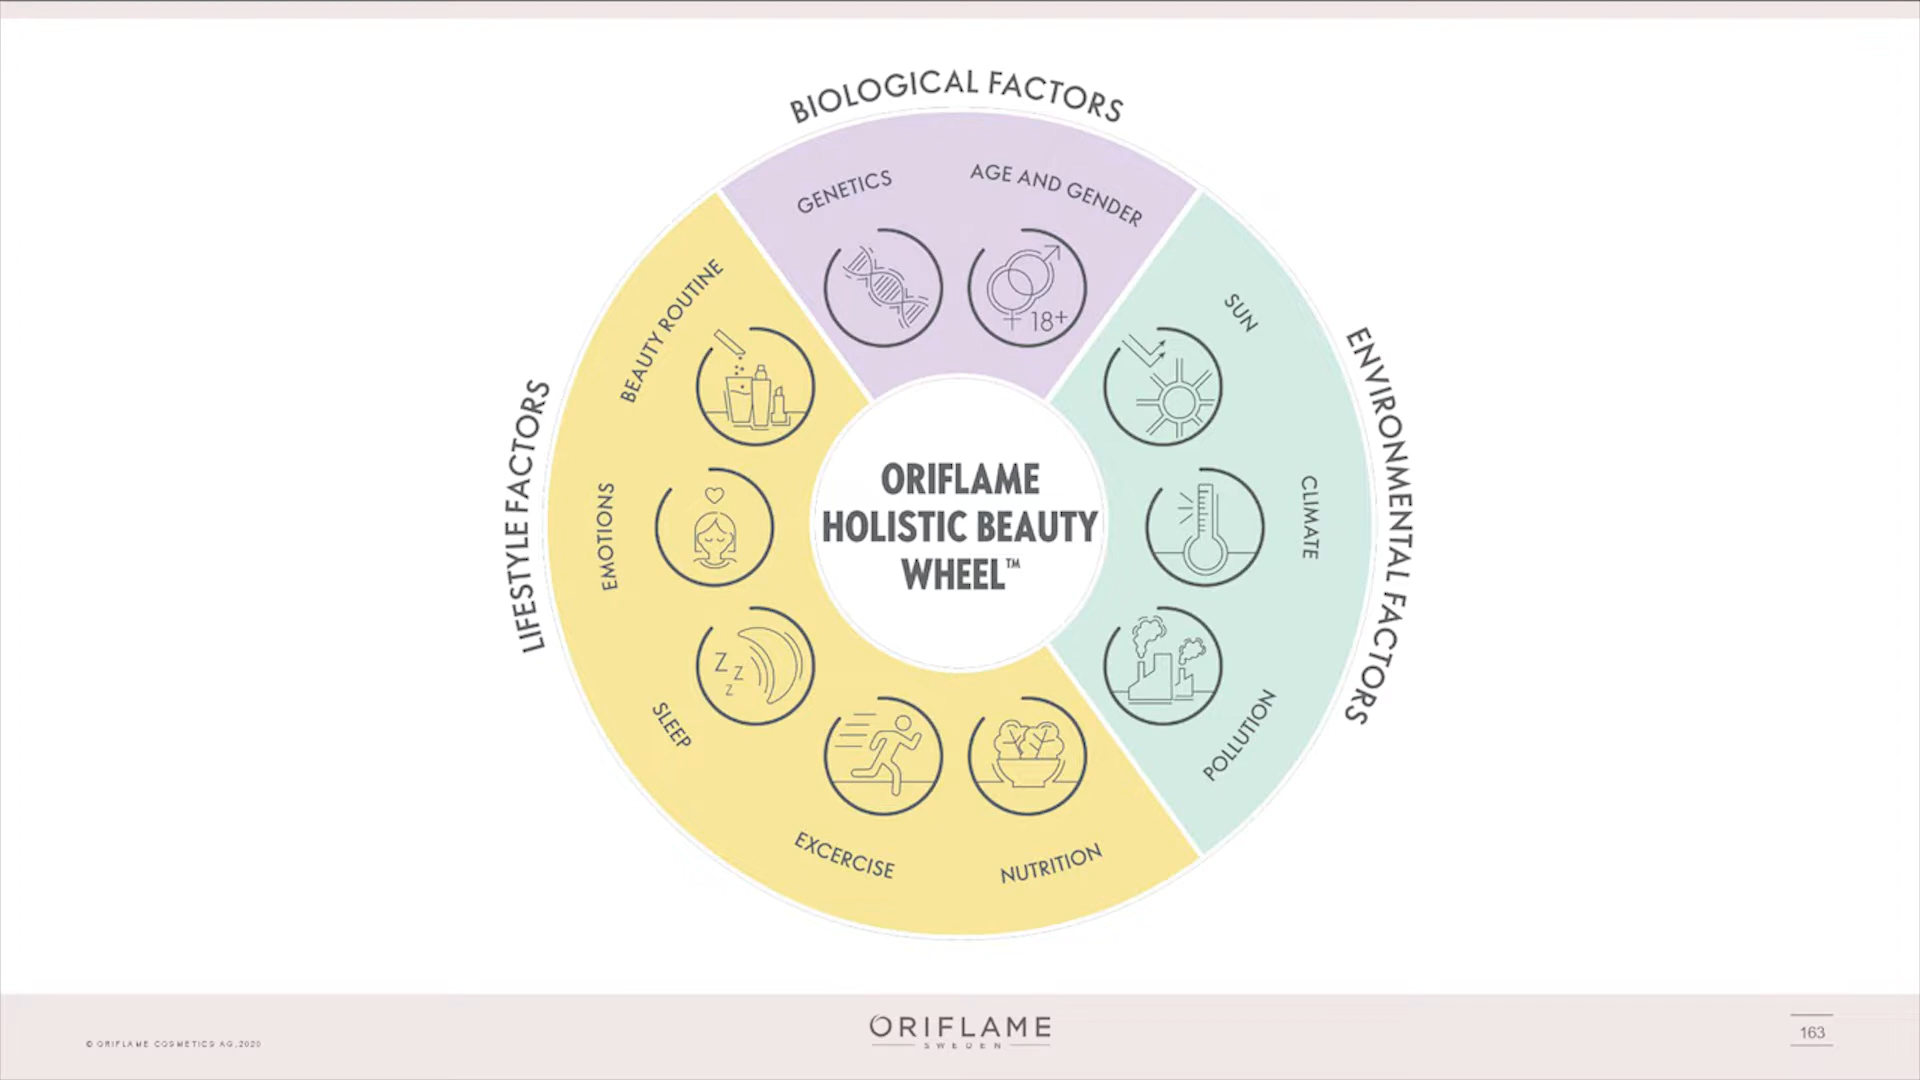 BIOLOGICAL FACTORS
GENETICS
AGE AND GENDER
18+
ENVIRONMENTAL FACTORS
SUN
CLIMATE
POLLUTION
LIFESTYLE FACTORS
BEAUTY ROUTINE
EMOTIONS
SLEEP
Z Z Z
EXCERCISE
NUTRITION
ORIFLAME
HOLISTIC BEAUTY
WHEEL™
© ORIFLAME COSMETICS AG, 2020
ORIFLAME
SWEDEN
163